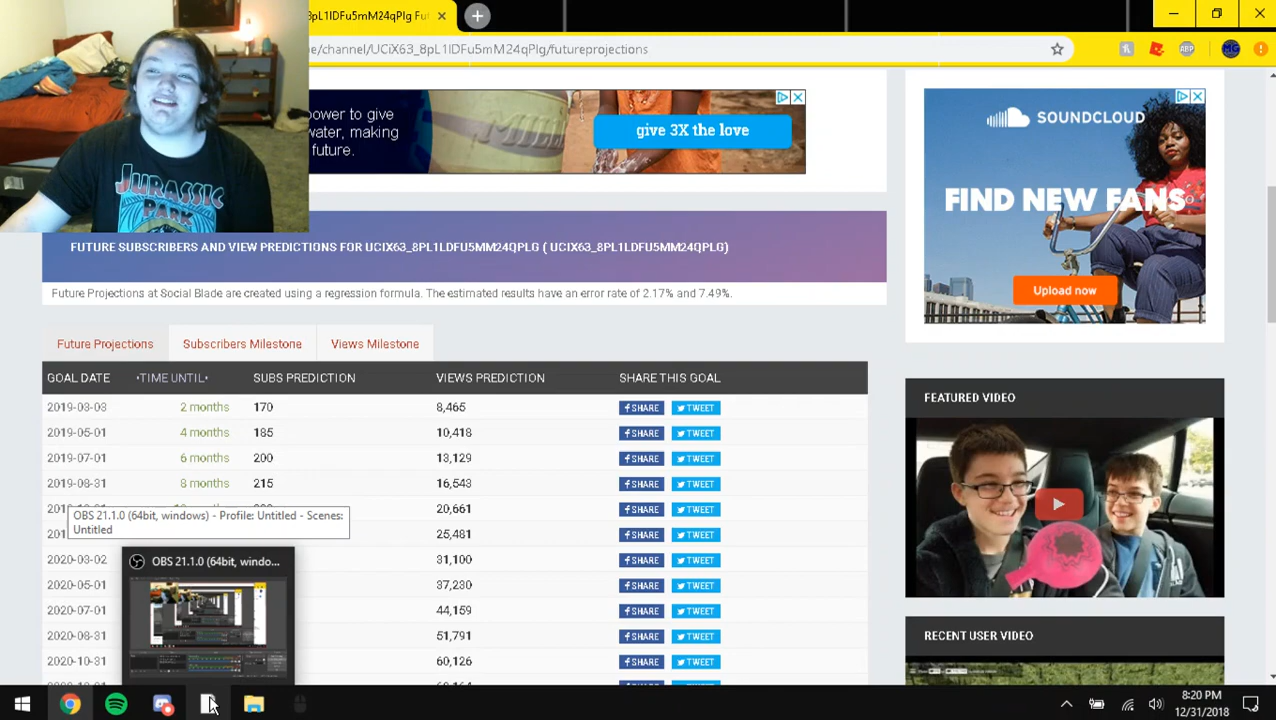 8pL1IDFu5mM24qPlg Fut
e/channel/UCiX63_8pL1IDFu5mM24qPlg/futureprojections
ABP
MG
power to give
water, making
future.
give 3X the love
SOUNDCLOUD
FIND NEW FANS
Upload now
JURASSIC
PARK
FUTURE SUBSCRIBERS AND VIEW PREDICTIONS FOR UCIX63_8PL1LDFU5MM24QPLG ( UCIX63_8PL1LDFU5MM24QPLG)
Future Projections at Social Blade are created using a regression formula. The estimated results have an error rate of 2.17% and 7.49%.
Future Projections Subscribers Milestone Views Milestone
GOAL DATE •TIME UNTIL• SUBS PREDICTION VIEWS PREDICTION SHARE THIS GOAL
2019-03-03 2 months 170 8,465 SHARE TWEET
2019-05-01 4 months 185 10,418 SHARE TWEET
2019-07-01 6 months 200 13,129 SHARE TWEET
2019-08-31 8 months 215 16,543 SHARE TWEET
20,661 SHARE TWEET
25,481 SHARE TWEET
2020-03-02 31,100 SHARE TWEET
2020-05-01 37,230 SHARE TWEET
2020-07-01 44,159 SHARE TWEET
2020-08-31 51,791 SHARE TWEET
2020-10-31 60,126 SHARE TWEET
OBS 21.1.0 (64bit, windows) - Profile: Untitled - Scenes:
Untitled
OBS 21.1.0 (64bit, windo...
FEATURED VIDEO
RECENT USER VIDEO
8:20 PM
12/31/2018